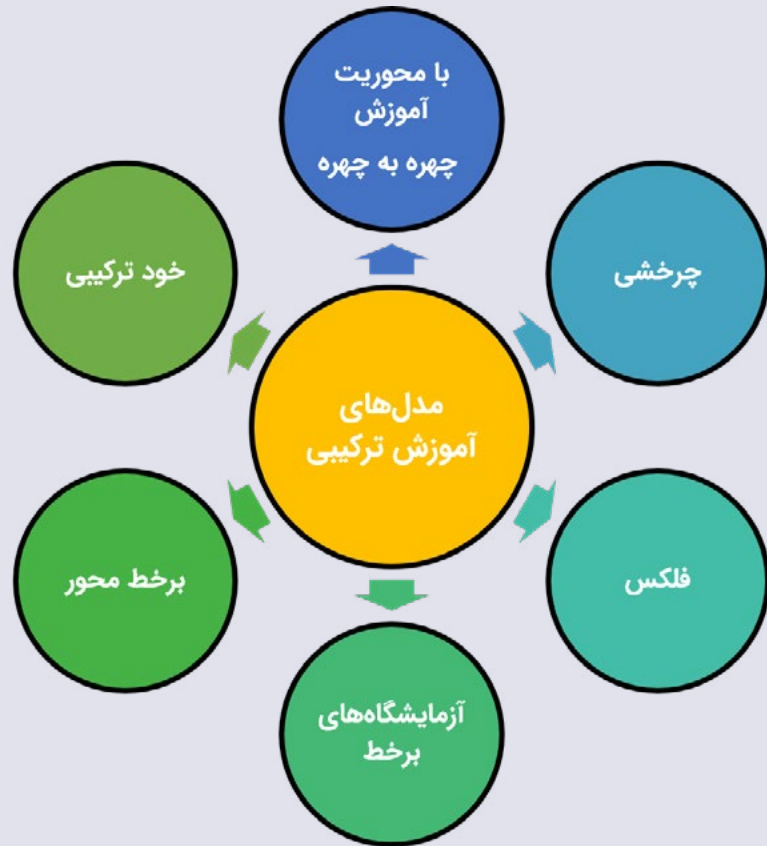 با محوریت
آموزش
چهره به چهره
چرخشی
فلکس
آزمایشگاه‌های
برخط
برخط محور
خود ترکیبی
مدل‌های
آموزش ترکیبی